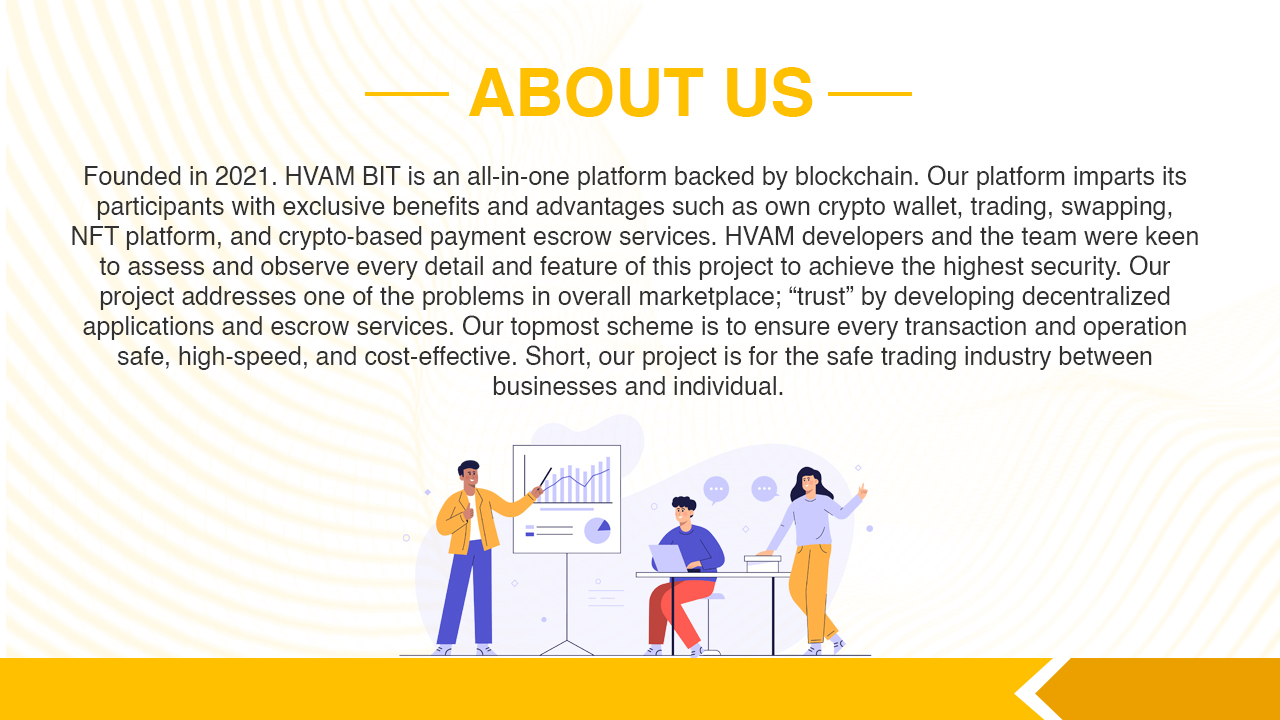 ABOUT US
Founded in 2021. HVAM BIT is an all-in-one platform backed by blockchain. Our platform imparts its
participants with exclusive benefits and advantages such as own crypto wallet, trading, swapping,
NFT platform, and crypto-based payment escrow services. HVAM developers and the team were keen
to assess and observe every detail and feature of this project to achieve the highest security. Our
project addresses one of the problems in overall marketplace; “trust” by developing decentralized
applications and escrow services. Our topmost scheme is to ensure every transaction and operation
safe, high-speed, and cost-effective. Short, our project is for the safe trading industry between
businesses and individual.